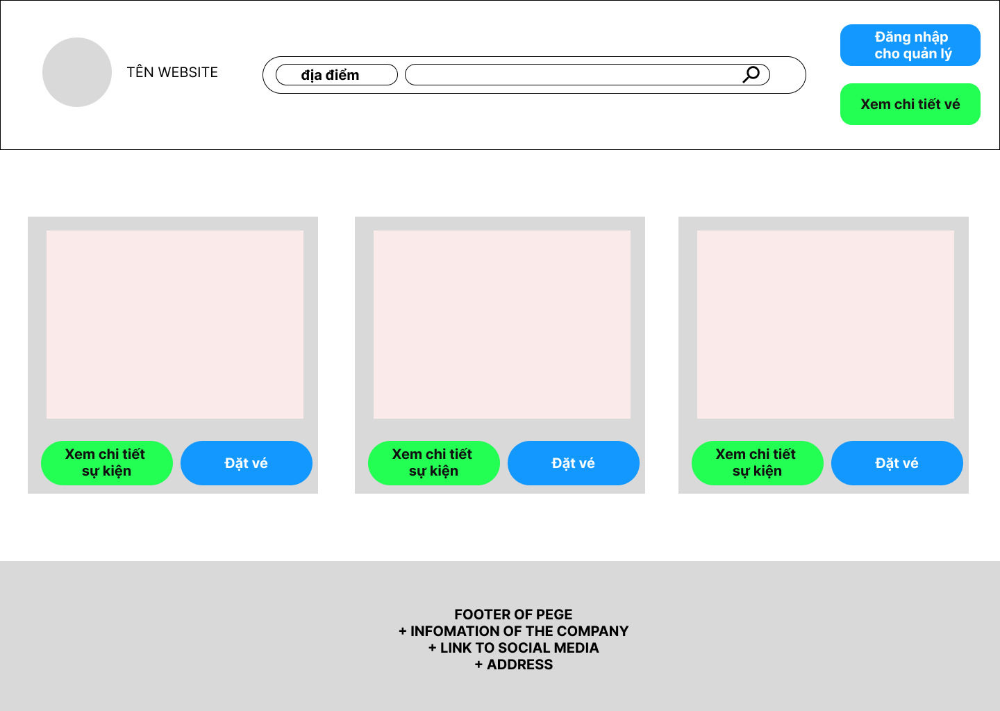 TÊN WEBSITE
địa điểm
Đăng nhập
cho quản lý
Xem chi tiết vé
Xem chi tiết
sự kiện
Đặt vé
Xem chi tiết
sự kiện
Đặt vé
Xem chi tiết
sự kiện
Đặt vé
FOOTER OF PEGE
+ INFOMATION OF THE COMPANY
+ LINK TO SOCIAL MEDIA
+ ADDRESS